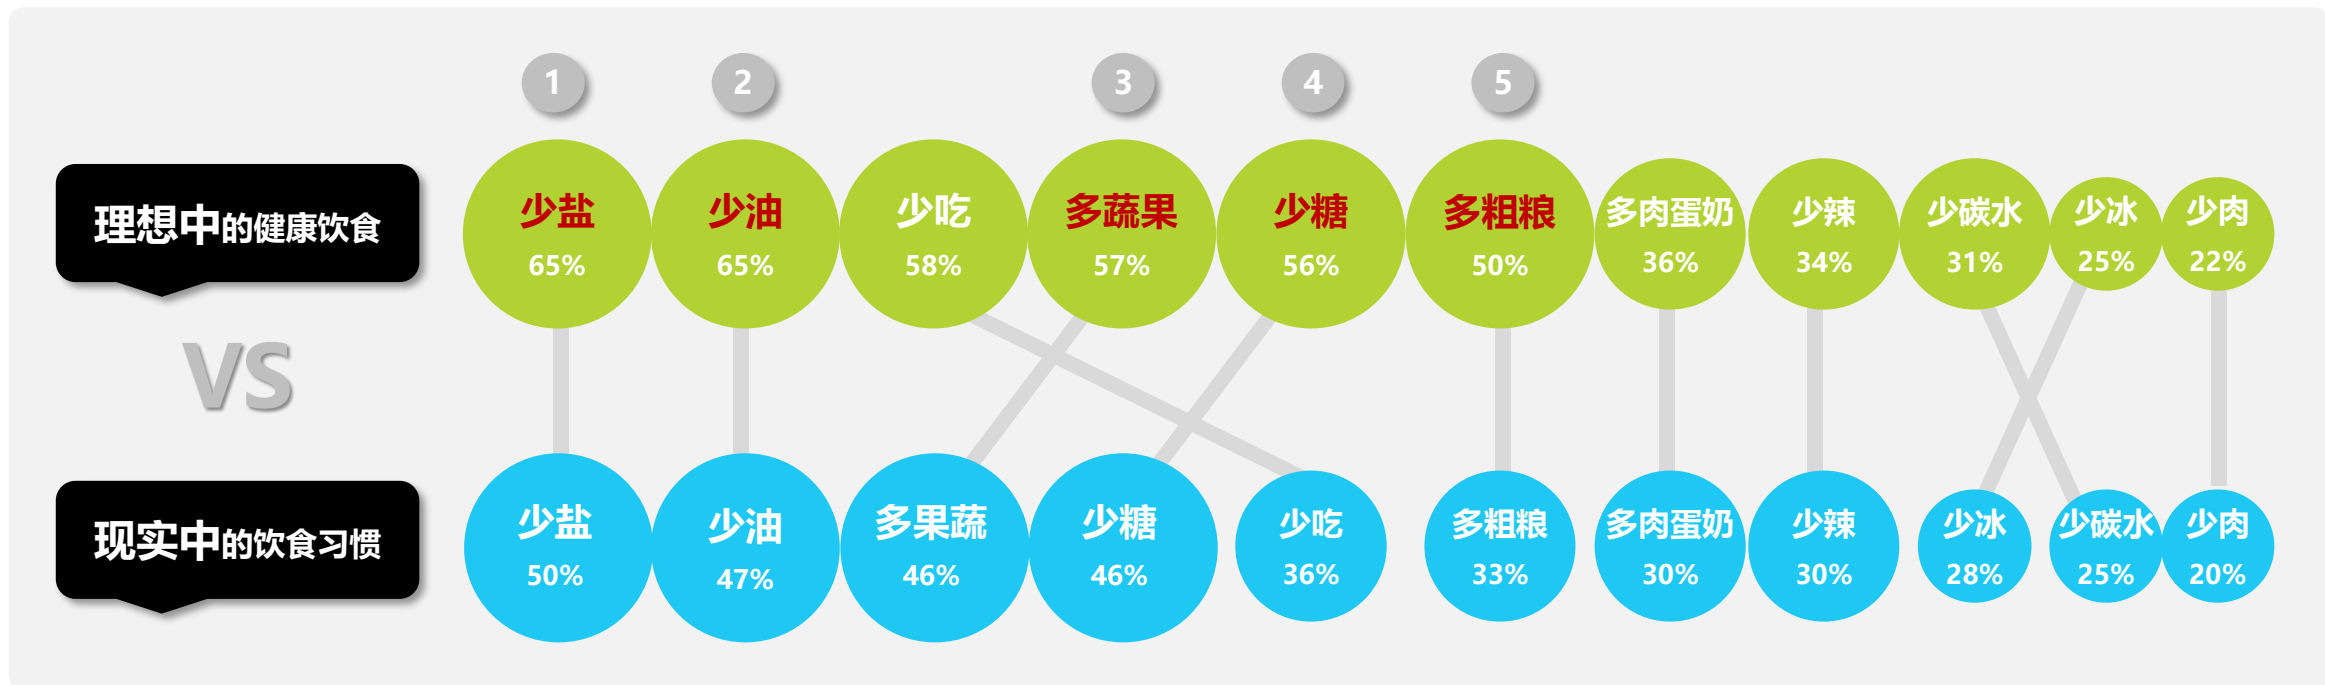 1 2 3 4 5
理想中的健康饮食
少盐 少油 少吃 多蔬果 少糖 多粗粮 多肉蛋奶 少辣 少碳水 少冰 少肉
65% 65% 58% 57% 56% 50% 36% 34% 31% 25% 22%
VS
现实中的饮食习惯
少盐 少油 多果蔬 少糖 少吃 多粗粮 多肉蛋奶 少辣 少冰 少碳水 少肉
50% 47% 46% 46% 36% 33% 30% 30% 28% 25% 20%